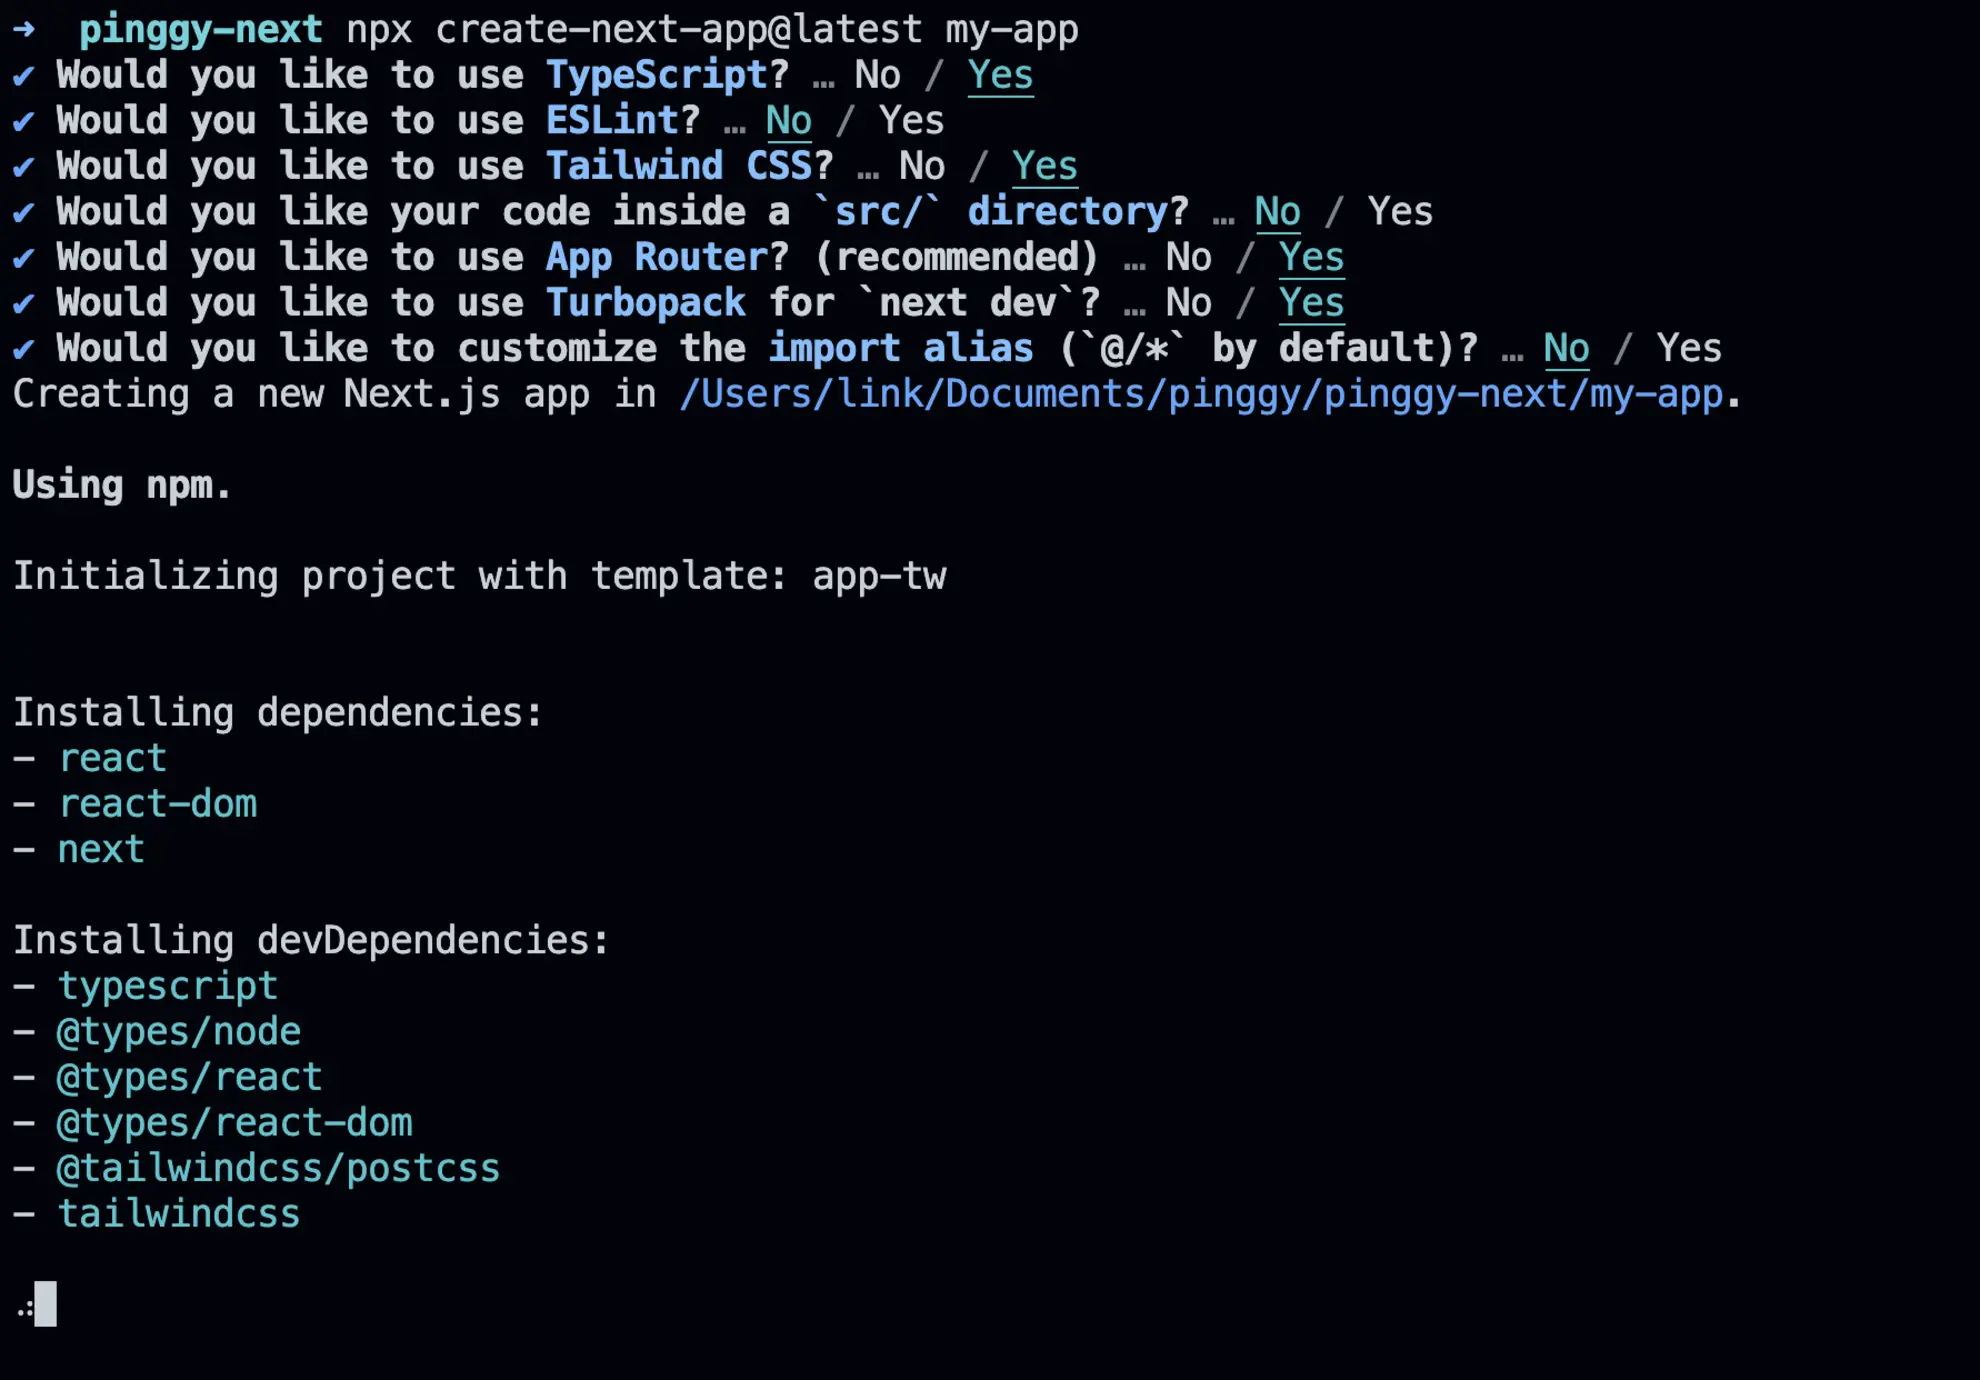 ➜  pinggy-next npx create-next-app@latest my-app
✔ Would you like to use TypeScript? … No / Yes
✔ Would you like to use ESLint? … No / Yes
✔ Would you like to use Tailwind CSS? … No / Yes
✔ Would you like your code inside a `src/` directory? … No / Yes
✔ Would you like to use App Router? (recommended) … No / Yes
✔ Would you like to use Turbopack for `next dev`? … No / Yes
✔ Would you like to customize the import alias (`@/*` by default)? … No / Yes
Creating a new Next.js app in /Users/link/Documents/pinggy/pinggy-next/my-app.
Using npm.
Initializing project with template: app-tw
Installing dependencies:
- react
- react-dom
- next
Installing devDependencies:
- typescript
- @types/node
- @types/react
- @types/react-dom
- @tailwindcss/postcss
- tailwindcss